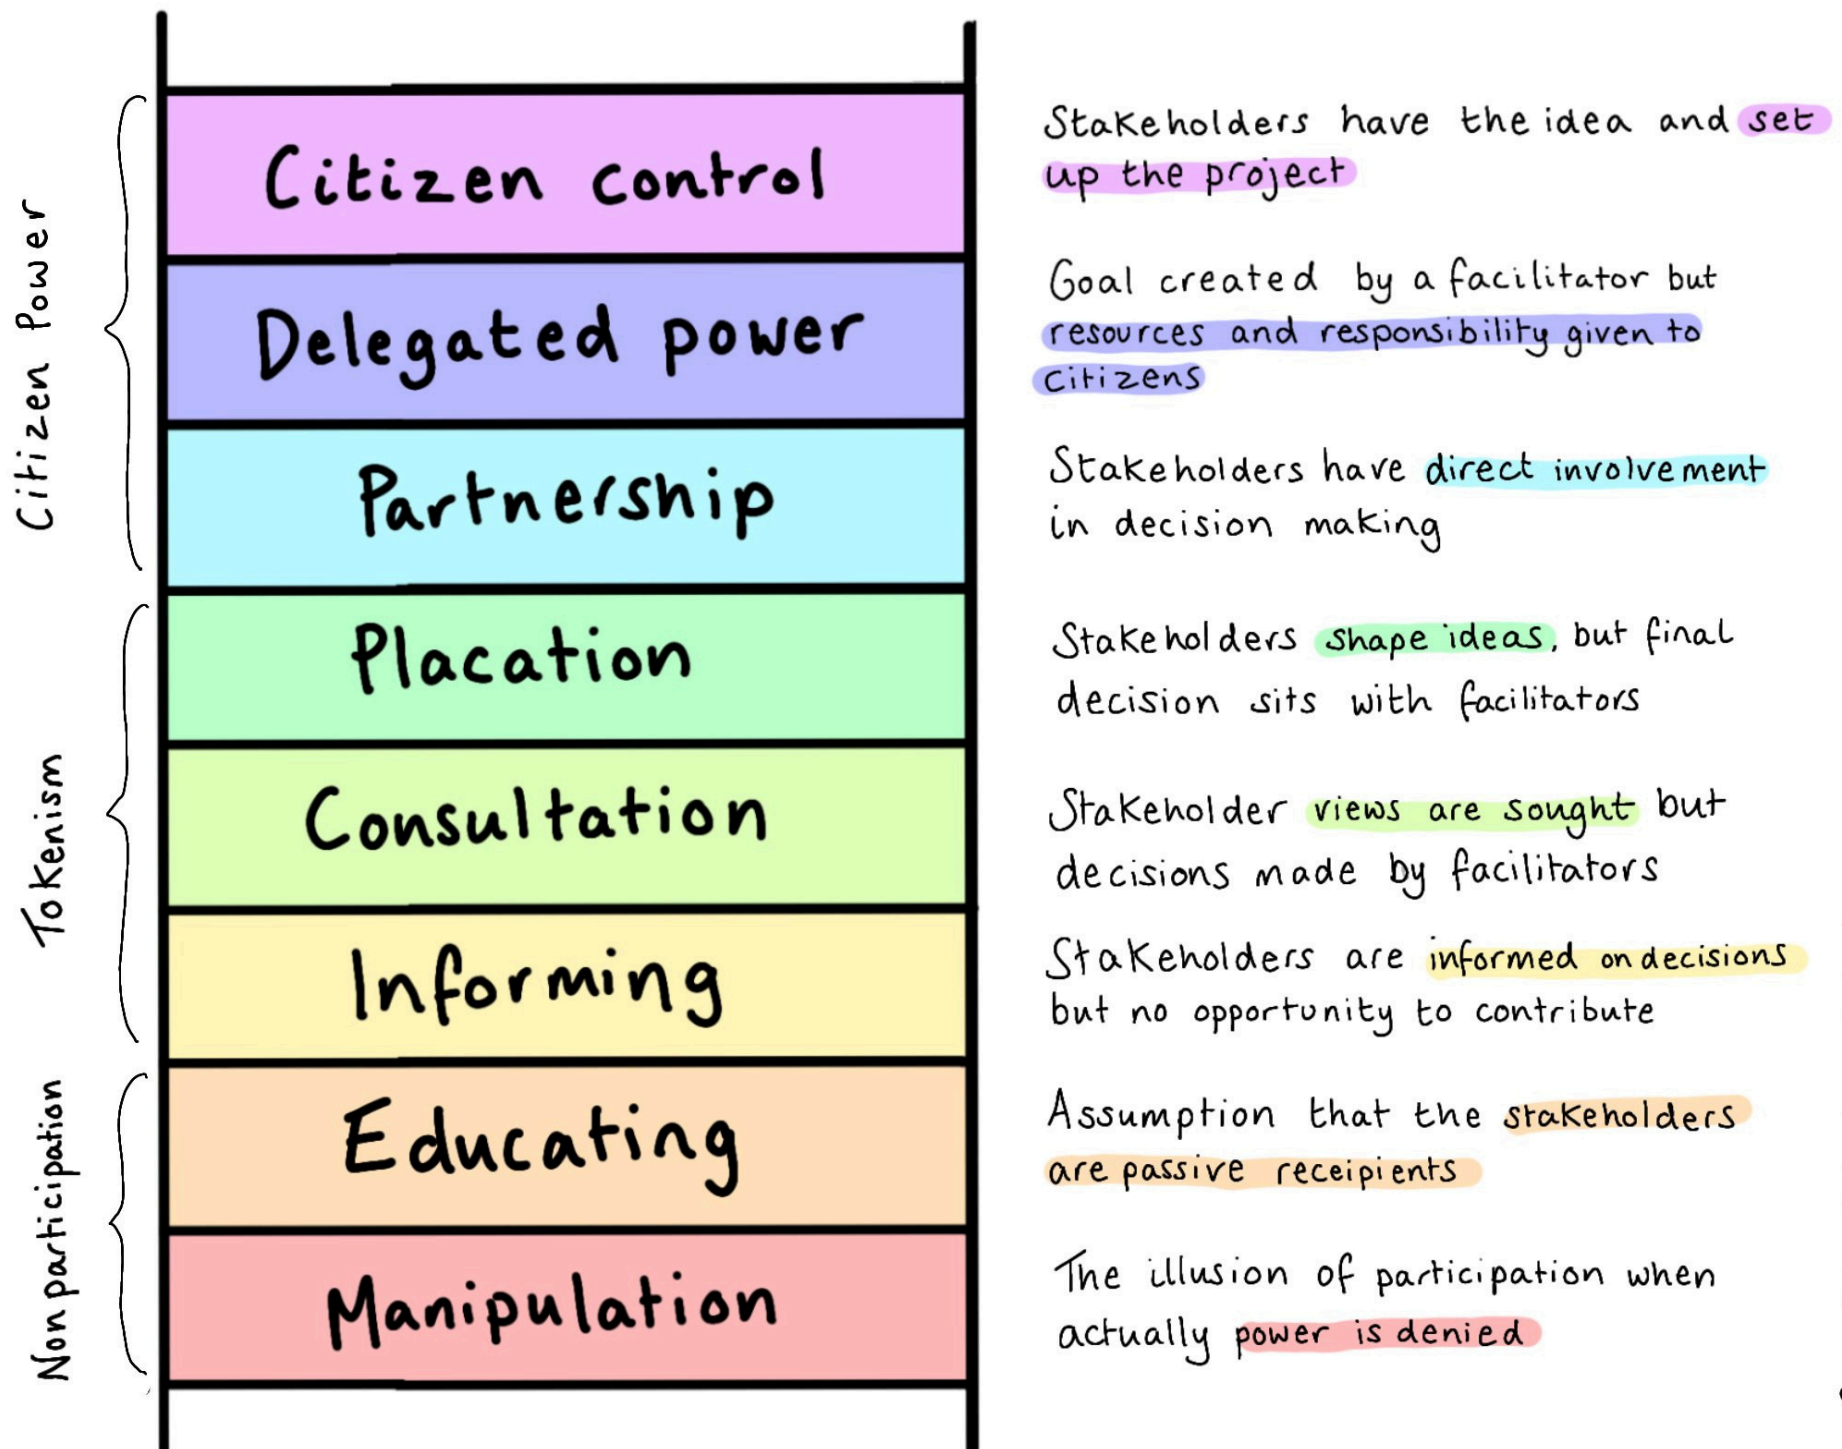 Citizen Power
Citizen control
Stakeholders have the idea and set
up the project
Delegated power
Goal created by a facilitator but
resources and responsibility given to
citizens
Partnership
Stakeholders have direct involvement
in decision making
Tokenism
Placation
Stakeholders shape ideas, but final
decision sits with facilitators
Consultation
Stakeholder views are sought but
decisions made by facilitators
Informing
Stakeholders are informed on decisions
but no opportunity to contribute
Nonparticipation
Educating
Assumption that the stakeholders
are passive receipients
Manipulation
The illusion of participation when
actually power is denied